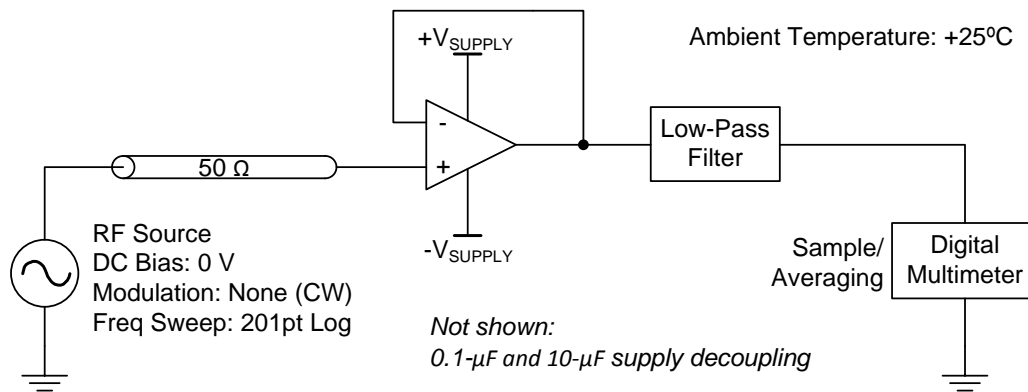 +VSUPPLY
Ambient Temperature: +25ºC
-
+
50 Ω
Low-Pass
Filter
-VSUPPLY
RF Source
DC Bias: 0 V
Modulation: None (CW)
Freq Sweep: 201pt Log
Sample/
Averaging
Digital
Multimeter
Not shown:
0.1-µF and 10-µF supply decoupling